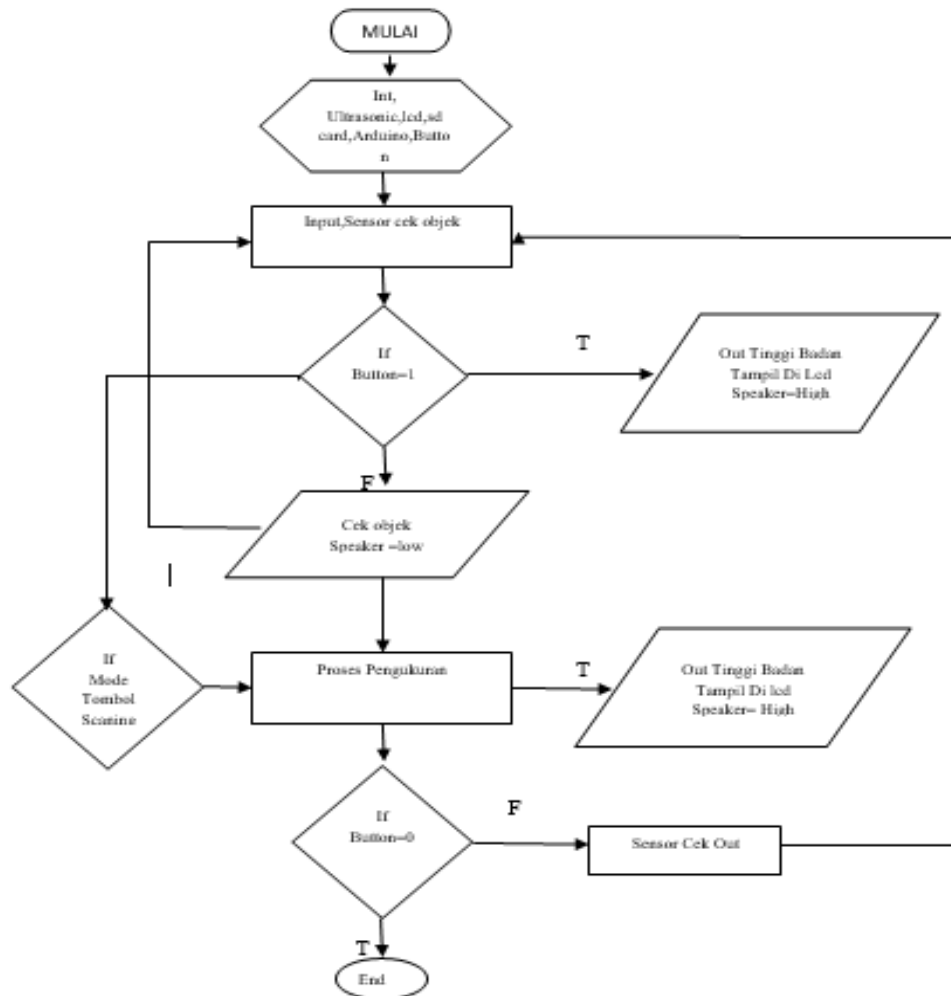 MULAI
Int,
Ultrasonic,lcd,sd
card,Arduino,Butto
n
Input,Sensor cek objek
If
Button=1
T
Out Tinggi Badan
Tampil Di Lcd
Speaker=High
F
Cek objek
Speaker =low
If
Mode
Tombol
Scaning
Proses Pengukuran
T
Out Tinggi Badan
Tampil Di lcd
Speaker= High
If
Button=0
F
Sensor Cek Out
T
End